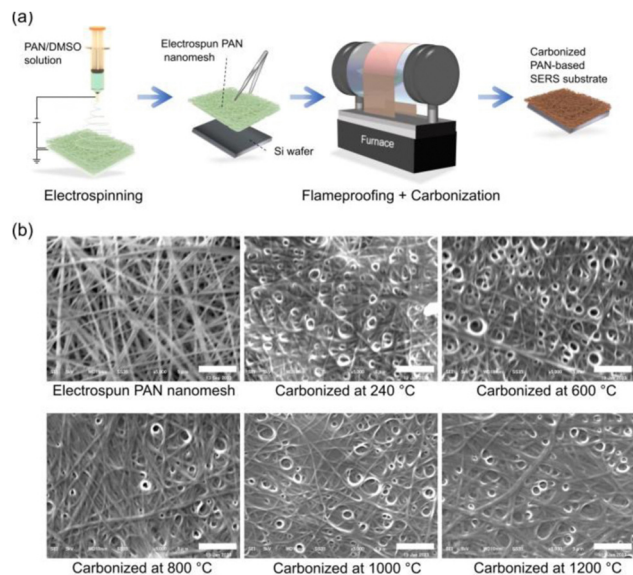 (a)
PAN/DMSO
solution
Electrospun PAN
nanomesh
Si wafer
Furnace
Carbonized
PAN-based
SERS substrate
Electrospinning
Flameproofing + Carbonization
(b)
Electrospun PAN nanomesh
Carbonized at 240 °C
Carbonized at 600 °C
Carbonized at 800 °C
Carbonized at 1000 °C
Carbonized at 1200 °C